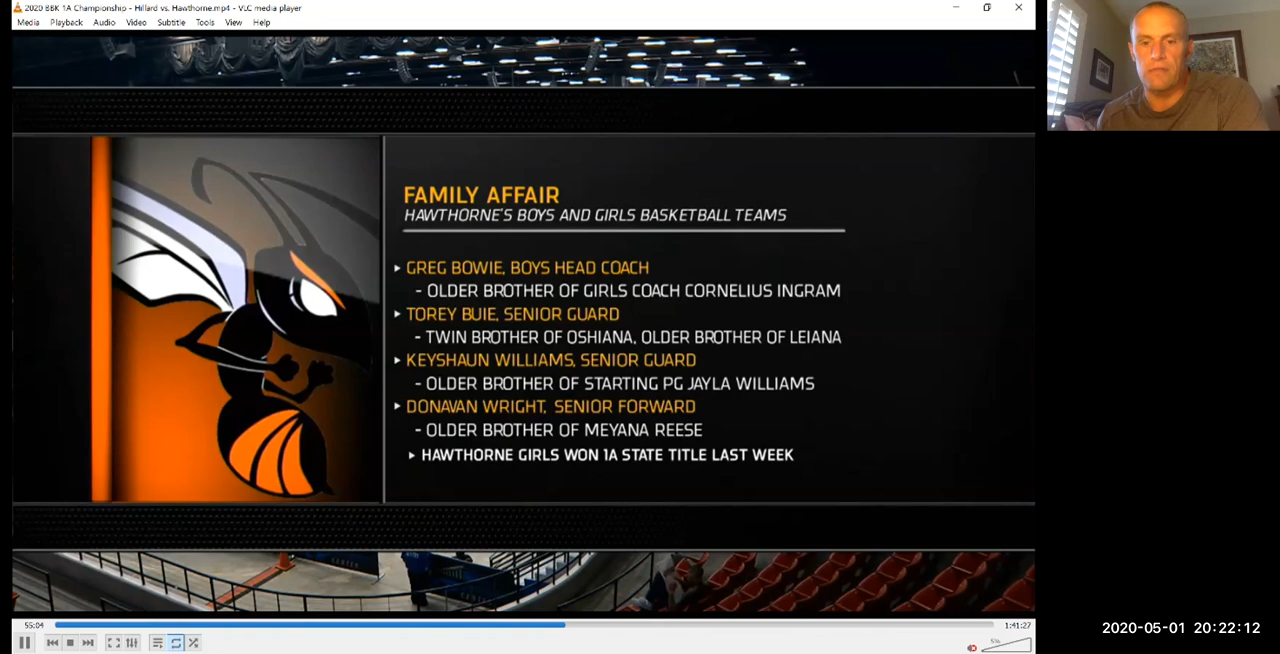 2020 BBK 1A Championship - Hillard vs. Hawthorne.mp4 - VLC media player
Media Playback Audio Video Subtitle Tools View Help
FAMILY AFFAIR
HAWTHORNE'S BOYS AND GIRLS BASKETBALL TEAMS
GREG BOWIE, BOYS HEAD COACH
- OLDER BROTHER OF GIRLS COACH CORNELIUS INGRAM
TOREY BUIE, SENIOR GUARD
- TWIN BROTHER OF OSHIANA, OLDER BROTHER OF LEIANA
KEYSHAUN WILLIAMS, SENIOR GUARD
- OLDER BROTHER OF STARTING PG JAYLA WILLIAMS
DONAVAN WRIGHT, SENIOR FORWARD
- OLDER BROTHER OF MEYANA REESE
HAWTHORNE GIRLS WON 1A STATE TITLE LAST WEEK
CENTER
55:04
1:41:27
5%
2020-05-01 20:22:12